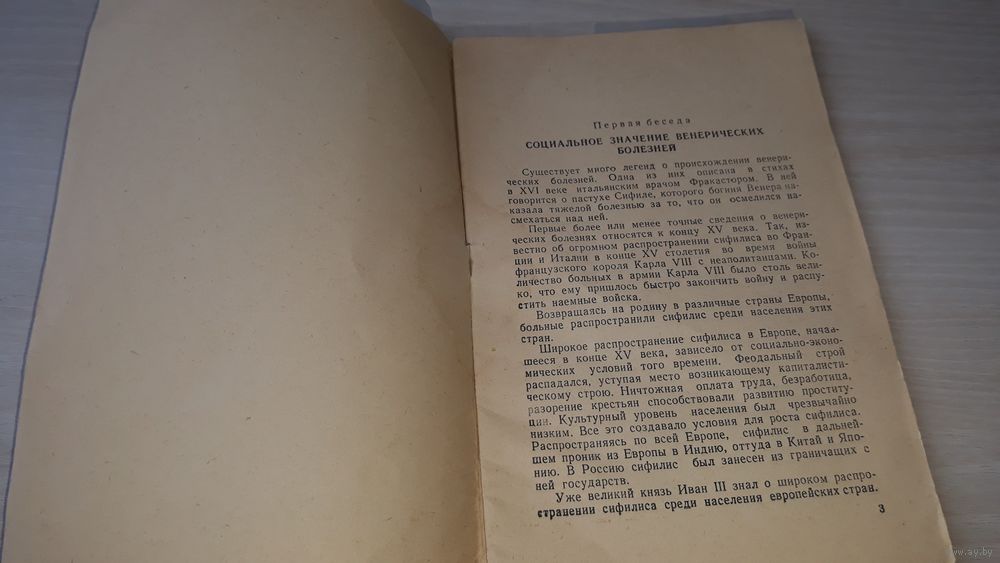 Первая беседа
СОЦИАЛЬНОЕ ЗНАЧЕНИЕ ВЕНЕРИЧЕСКИХ
БОЛЕЗНЕЙ
Существует много легенд о происхождении венери-
ческих болезней. Одна из них описана в стихах
в XVI веке итальянским врачом Фракастором. В ней
говорится о пастухе Сифиле, которого богиня Венера на-
казала тяжелой болезнью за то, что он осмелился на-
смехаться над ней.
Первые более или менее точные сведения о венери-
ческих болезнях относятся к концу XV века. Так, из-
вестно об огромном распространении сифилиса во Фран-
ции и Италии в конце XV столетия во время войны
французского короля Карла VIII с неаполитанцами. Ко-
личество больных в армии Карла VIII было столь вели-
ко, что ему пришлось быстро закончить войну и распу-
стить наемные войска.
Возвращаясь на родину в различные страны Европы,
больные распространили сифилис среди населения этих
стран.
Широкое распространение сифилиса в Европе, начав-
шееся в конце XV века, зависело от социально-эконо-
мических условий того времени. Феодальный строй
распадался, уступая место возникающему капиталисти-
ческому строю. Ничтожная оплата труда, безработица,
разорение крестьян способствовали развитию проститу-
ции. Культурный уровень населения был чрезвычайно
низким. Все это создавало условия для роста сифилиса.
Распространяясь по всей Европе, сифилис в дальней-
шем проник из Европы в Индию, оттуда в Китай и Япо-
нию. В Россию сифилис был занесен из граничащих с
ней государств.
Уже великий князь Иван III знал о широком распро-
странении сифилиса среди населения европейских стран.
3
www.ay.by